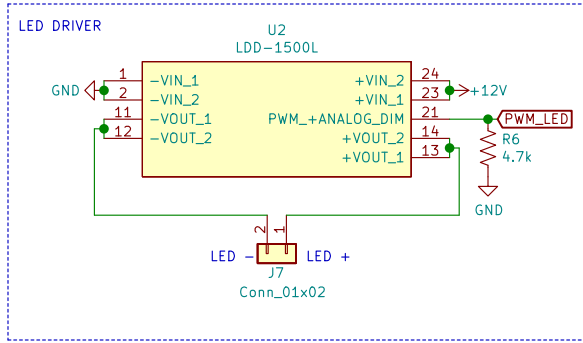 LED DRIVER
U2
LDD-1500L
1 -VIN_1 +VIN_2 24
GND 2 -VIN_2 +VIN_1 23 +12V
11 -VOUT_1 PWM_+ANALOG_DIM 21 PWM_LED
12 -VOUT_2 +VOUT_2 14 R6
+VOUT_1 13 4.7k
GND
2 1
LED - LED +
J7
Conn_01x02